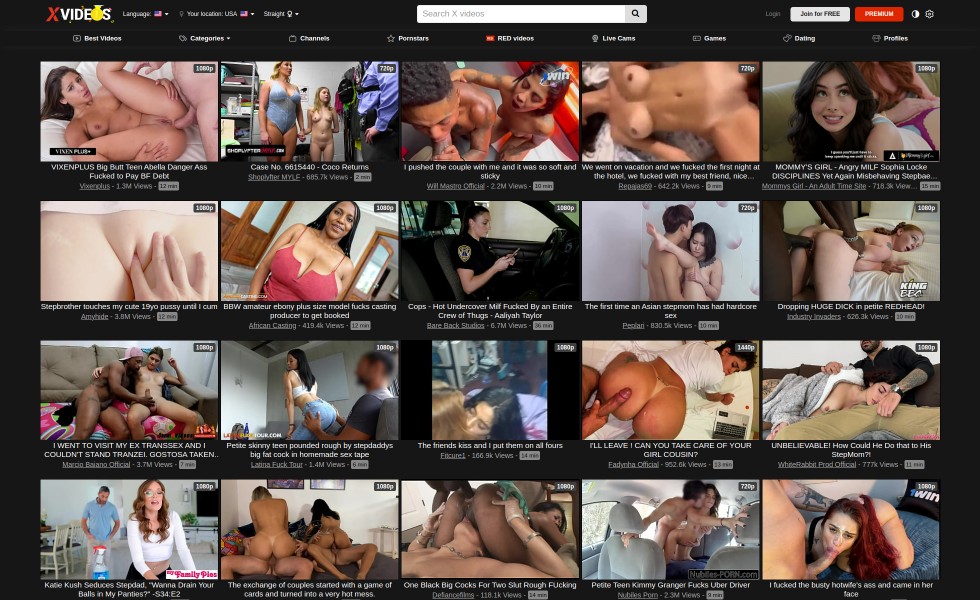 XVIDEOS Language: Your location: USA Straight
Search X videos
Login Join for FREE PREMIUM
Best Videos Categories Channels Pornstars RED videos Live Cams Games Dating Profiles
1080p
VIXEN PLUS+
VIXENPLUS Big Butt Teen Abella Danger Ass
Fucked to Pay BF Debt
Vixenplus - 1.3M Views - 12 min
720p
Case No. 6615440 - Coco Returns
Shoplyfter MYLF - 685.7k Views - 2 min
1win
I pushed the couple with me and it was so soft and
sticky
Will Mastro Official - 2.2M Views - 10 min
720p
We went on vacation and we fucked the first night at
the hotel, we fucked with my best friend, nice...
Repajas69 - 642.2k Views - 9 min
1080p
MOMMY'S GIRL - Angry MILF Sophia Locke
DISCIPLINES Yet Again Misbehaving Stepbae...
Mommys Girl - An Adult Time Site - 718.3k View... 15 min
1080p
Stepbrother touches my cute 19yo pussy until I cum
Amyhide - 3.8M Views - 12 min
1080p
BBW amateur ebony plus size model fucks casting
producer to get booked
African Casting - 419.4k Views - 12 min
1080p
Cops - Hot Undercover Milf Fucked By an Entire
Crew of Thugs - Aaliyah Taylor
Bare Back Studios - 6.7M Views - 36 min
720p
The first time an Asian stepmom has had hardcore
sex
830.5k Views - 10 min
1080p
KING BBC
Dropping HUGE DICK in petite REDHEAD!
Industry Invaders - 626.3k Views - 10 min
1080p
I WENT TO VISIT MY EX TRANSSEX AND I
COULDN'T STAND TRANZEI. GOSTOSA TAKEN..
Marcio Baiano Official - 3.7M Views - 7 min
1080p
Petite skinny teen pounded rough by stepdaddys
big fat cock in homemade sex tape
Latina Fuck Tour - 1.4M Views - 6 min
1080p
The friends kiss and I put them on all fours
Fitcure1 - 166.9k Views - 14 min
1440p
I'LL LEAVE ! CAN YOU TAKE CARE OF YOUR
GIRL COUSIN?
Fadynha Official - 952.6k Views - 13 min
1080p
UNBELIEVABLE! How Could He Do that to His
StepMom?!
WhiteRabbit Prod Official - 777k Views - 11 min
1080p
My Family Pies
Katie Kush Seduces Stepdad, "Wanna Drain Your
Balls in My Panties?" -S34:E2
1080p
The exchange of couples started with a game of
cards and turned into a very hot mess.
1080p
One Black Big Cocks For Two Slut Rough FUcking
Defiancefilms - 118.1k Views - 14 min
720p
Nubiles-PORN.com
Petite Teen Kimmy Granger Fucks Uber Driver
Nubiles Porn - 2.3M Views - 8 min
1win
1080p
I fucked the busty hotwife's ass and came in her
face